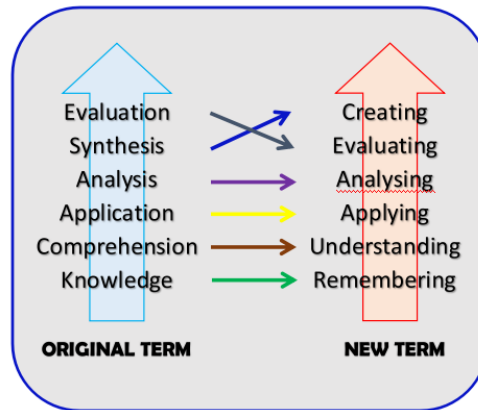 Evaluation Creating
Synthesis Evaluating
Analysis Analysing
Application Applying
Comprehension Understanding
Knowledge Remembering
ORIGINAL TERM NEW TERM